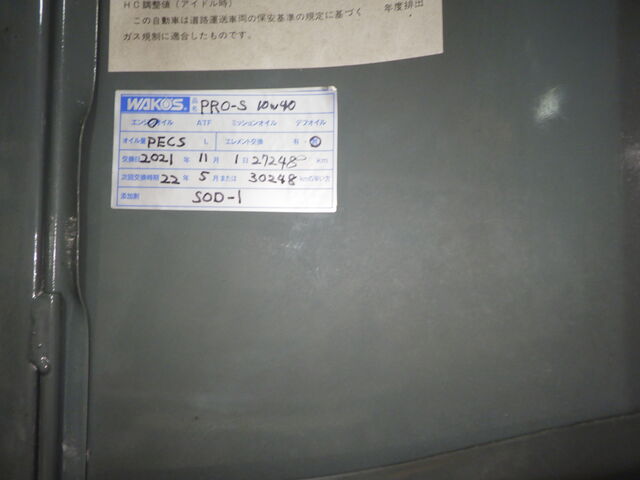 HC調整値（アイドル時）
この自動車は道路運送車両の保安基準の規定に基づく
年度排出
ガス規制に適合したものです。
WAKO'S 品名 PRO-S 10w40
エンジンオイル ATF ミッションオイル デフオイル
オイル量 PECS L エレメント交換 有・無
交換日 2021 年 11 月 1 日 27248 km
次回交換時期 22 年 5 月または 30248 kmの早い方
添加剤 SOD-1